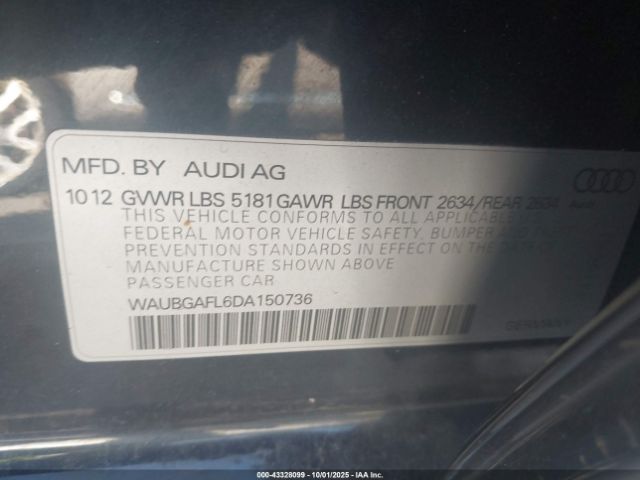 MFD. BY AUDI AG
10 12 GVWR LBS 5181 GAWR LBS FRONT 2634/REAR 2634
THIS VEHICLE CONFORMS TO ALL APPLICABLE
FEDERAL MOTOR VEHICLE SAFETY, BUMPER AND
PREVENTION STANDARDS IN EFFECT ON THE DATE OF
MANUFACTURE SHOWN ABOVE
PASSENGER CAR
WAUBGAFL6DA150736
GERMANY
Audi
000-43328099 10/01/2025 IAA Inc.